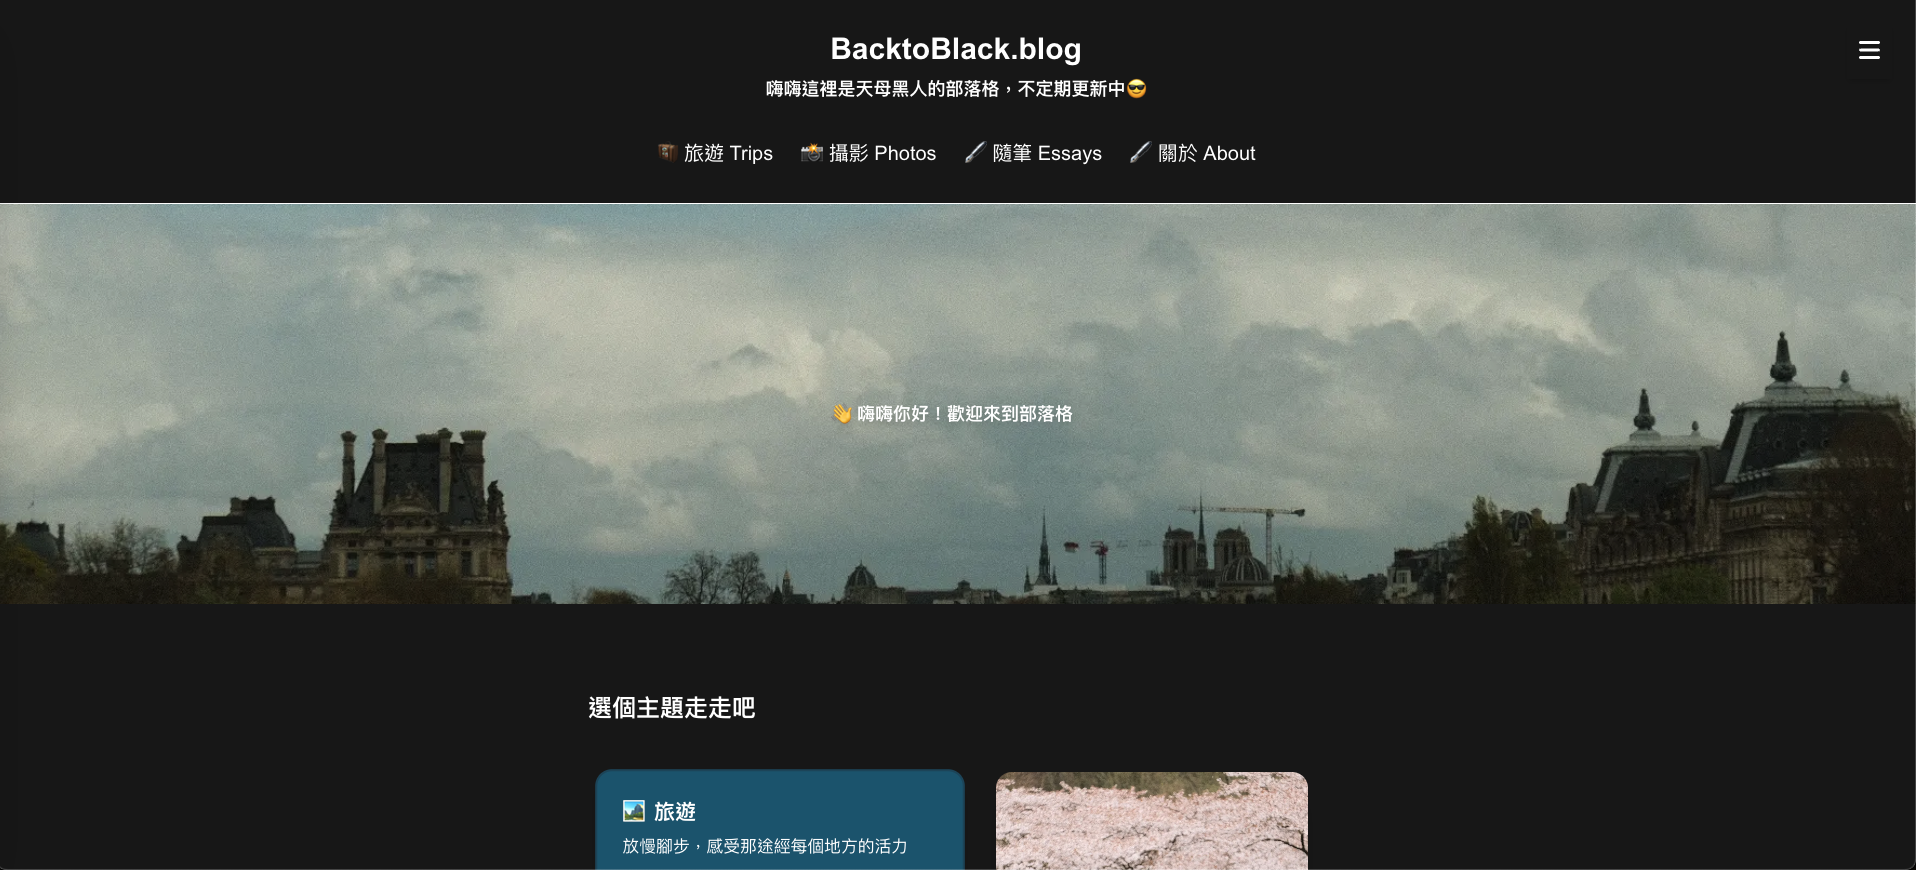 BacktoBlack.blog
嗨嗨這裡是天母黑人的部落格，不定期更新中😎
🧳 旅遊 Trips 📸 攝影 Photos 🖊️ 隨筆 Essays 🖊️ 關於 About
👋 嗨嗨你好！歡迎來到部落格
選個主題走走吧
🏞️ 旅遊
放慢腳步，感受那途經每個地方的活力